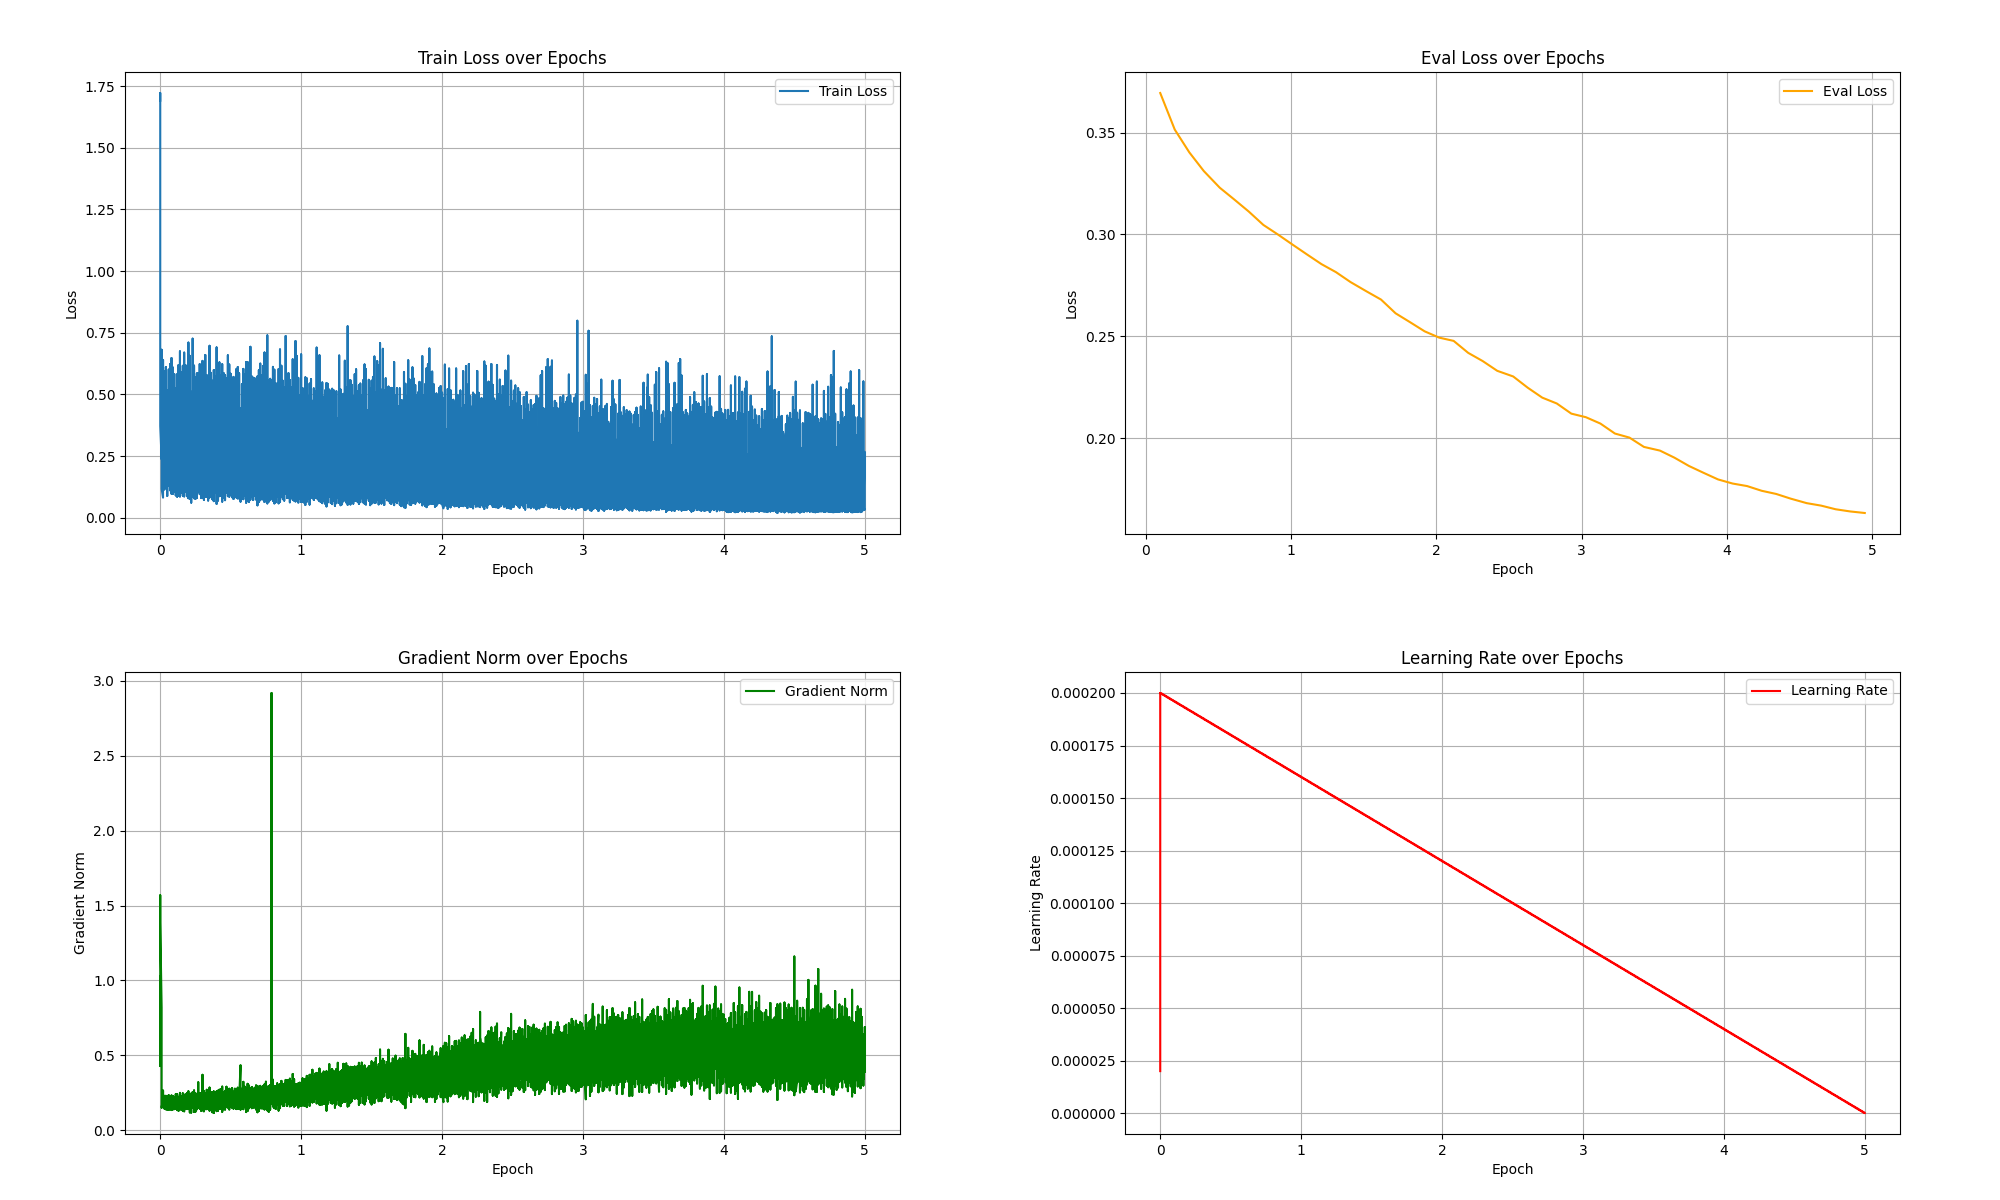 Train Loss over Epochs
Train Loss
1.75
1.50
1.25
1.00
0.75
0.50
0.25
0.00
Loss
0 1 2 3 4 5
Epoch
Eval Loss over Epochs
Eval Loss
0.35
0.30
0.25
0.20
Loss
0 1 2 3 4 5
Epoch
Gradient Norm over Epochs
Gradient Norm
3.0
2.5
2.0
1.5
1.0
0.5
0.0
Gradient Norm
0 1 2 3 4 5
Epoch
Learning Rate over Epochs
Learning Rate
0.000200
0.000175
0.000150
0.000125
0.000100
0.000075
0.000050
0.000025
0.000000
Learning Rate
0 1 2 3 4 5
Epoch